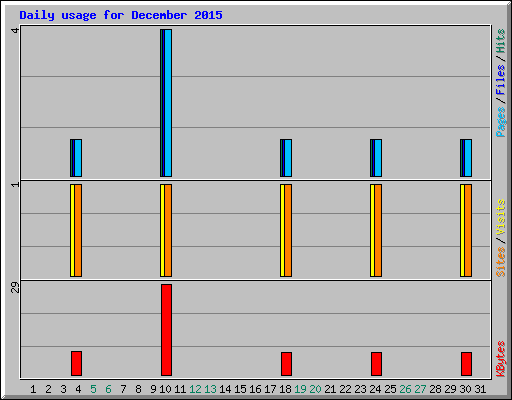 Daily usage for December 2015
4
1
29
Pages / Files / Hits
Sites / Visits
KBytes
1 2 3 4 5 6 7 8 9 10 11 12 13 14 15 16 17 18 19 20 21 22 23 24 25 26 27 28 29 30 31